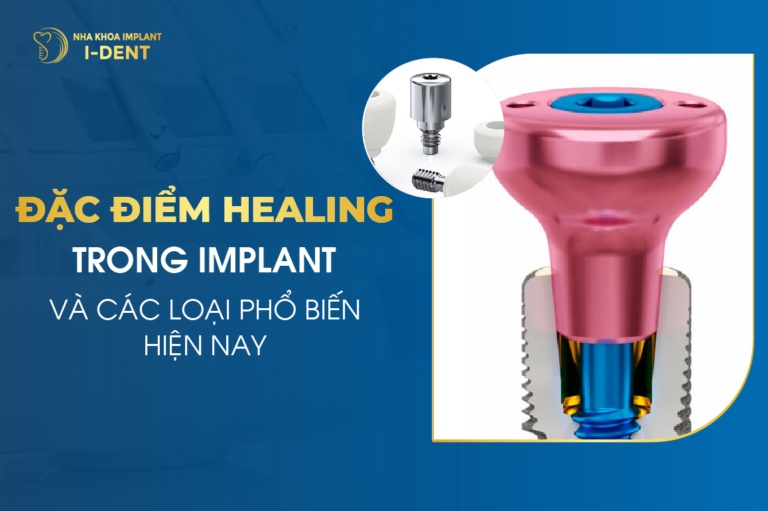 NHA KHOA IMPLANT
I-DENT
ĐẶC ĐIỂM HEALING
TRONG IMPLANT
VÀ CÁC LOẠI PHỔ BIẾN
HIỆN NAY